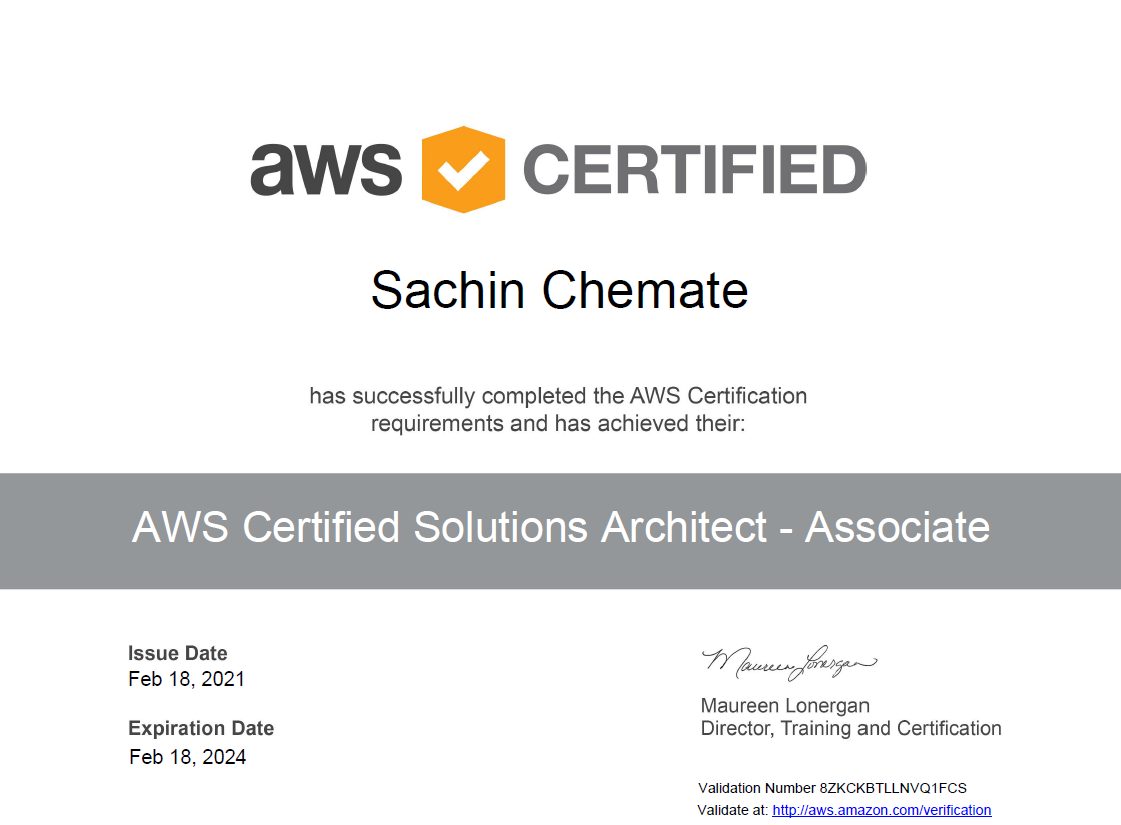 aws CERTIFIED
Sachin Chemate
has successfully completed the AWS Certification
requirements and has achieved their:
AWS Certified Solutions Architect - Associate
Issue Date
Feb 18, 2021
Expiration Date
Feb 18, 2024
Maureen Lonergan
Maureen Lonergan
Director, Training and Certification
Validation Number 8ZKCKBTLLNVQ1FCS
Validate at: http://aws.amazon.com/verification